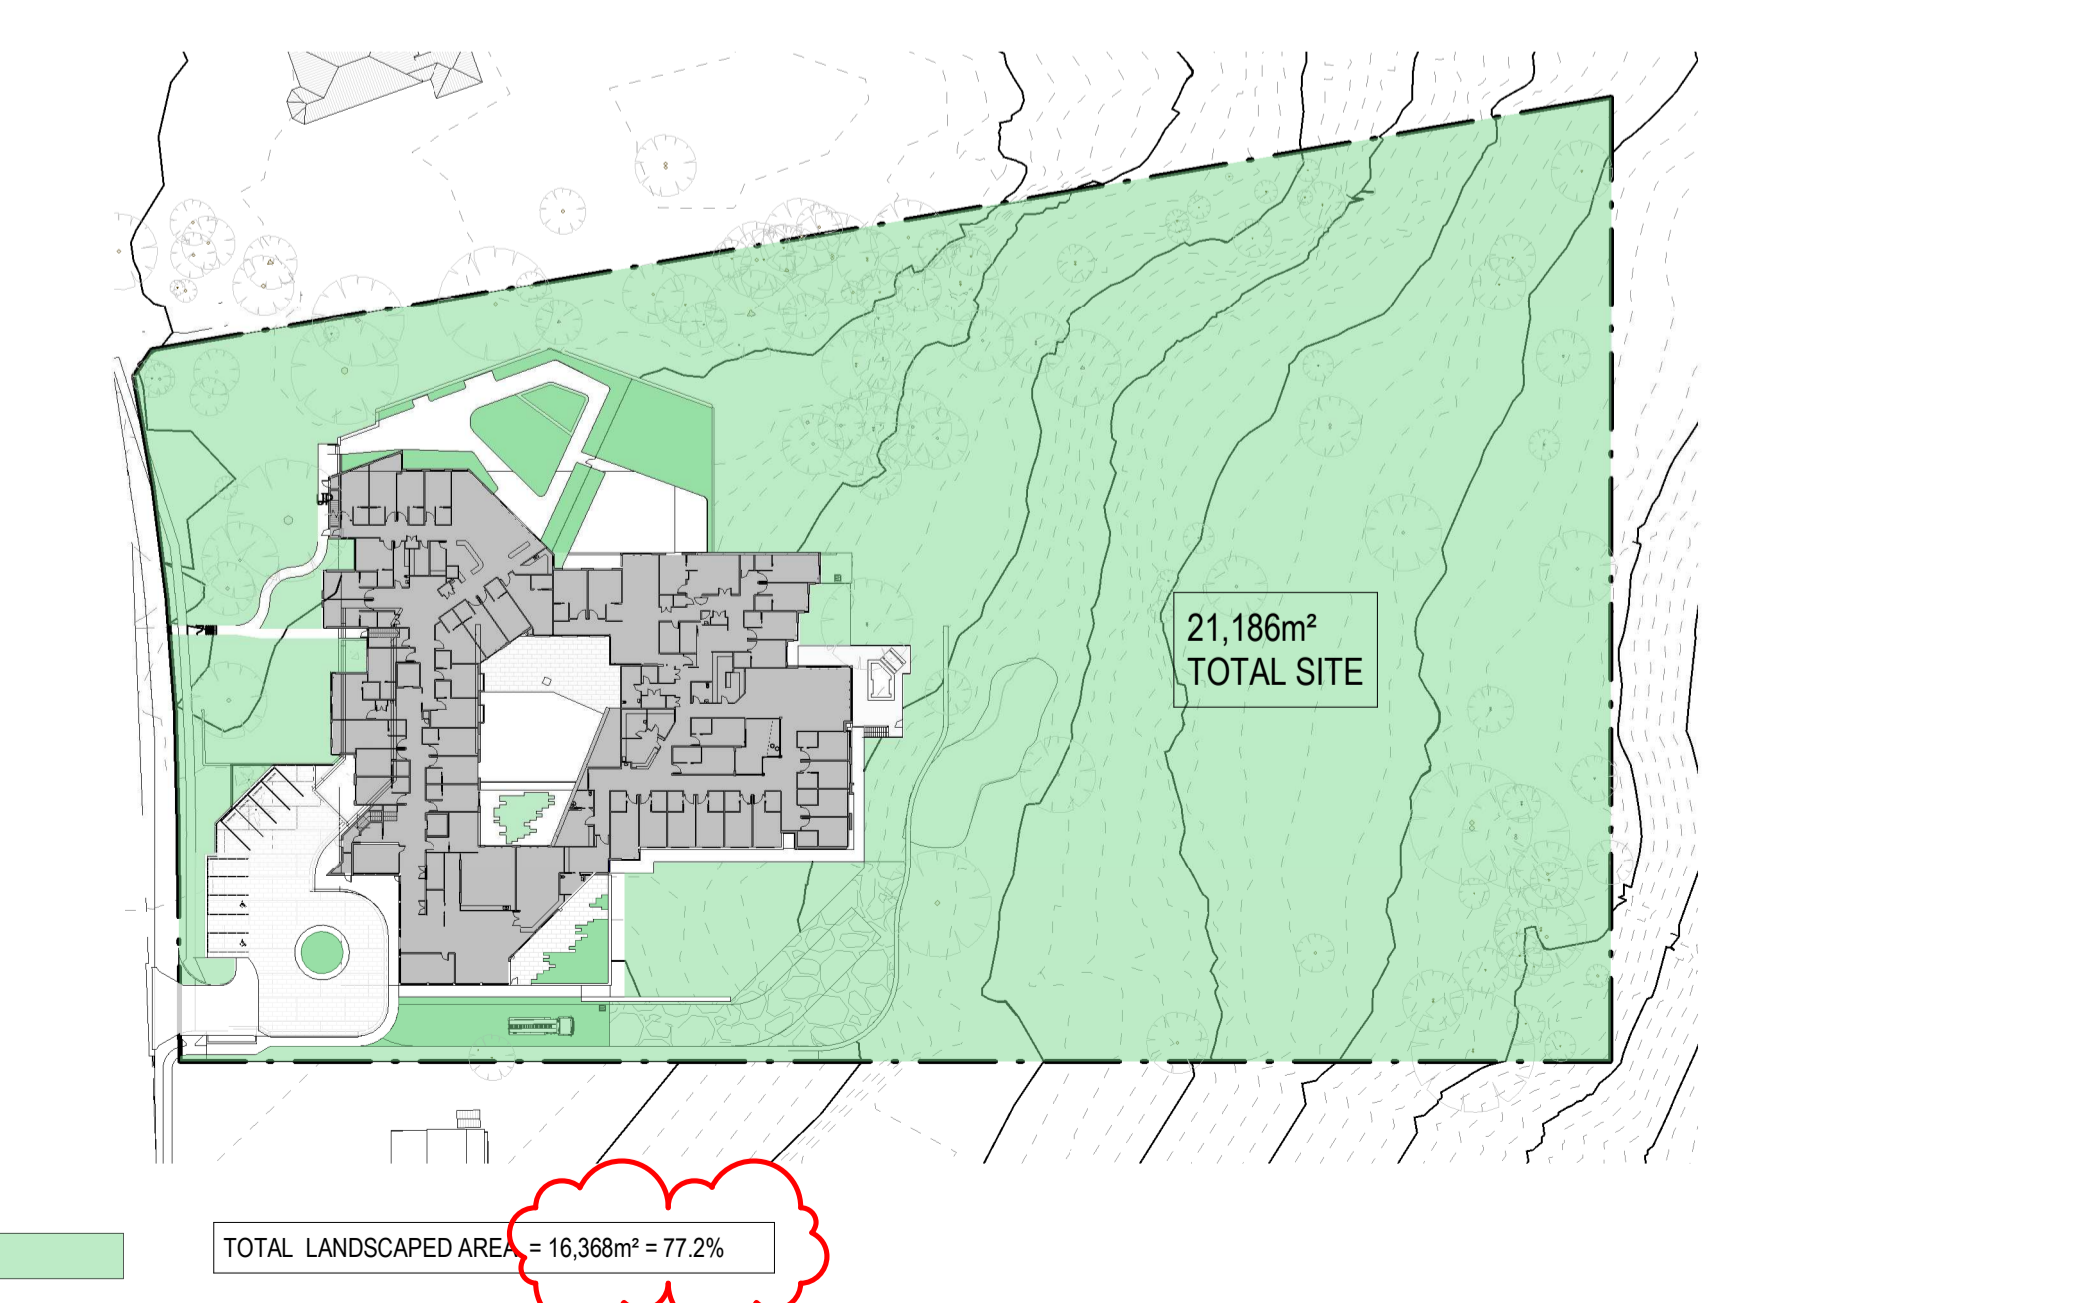 21,186m²
TOTAL SITE
TOTAL LANDSCAPED AREA = 16,368m² = 77.2%